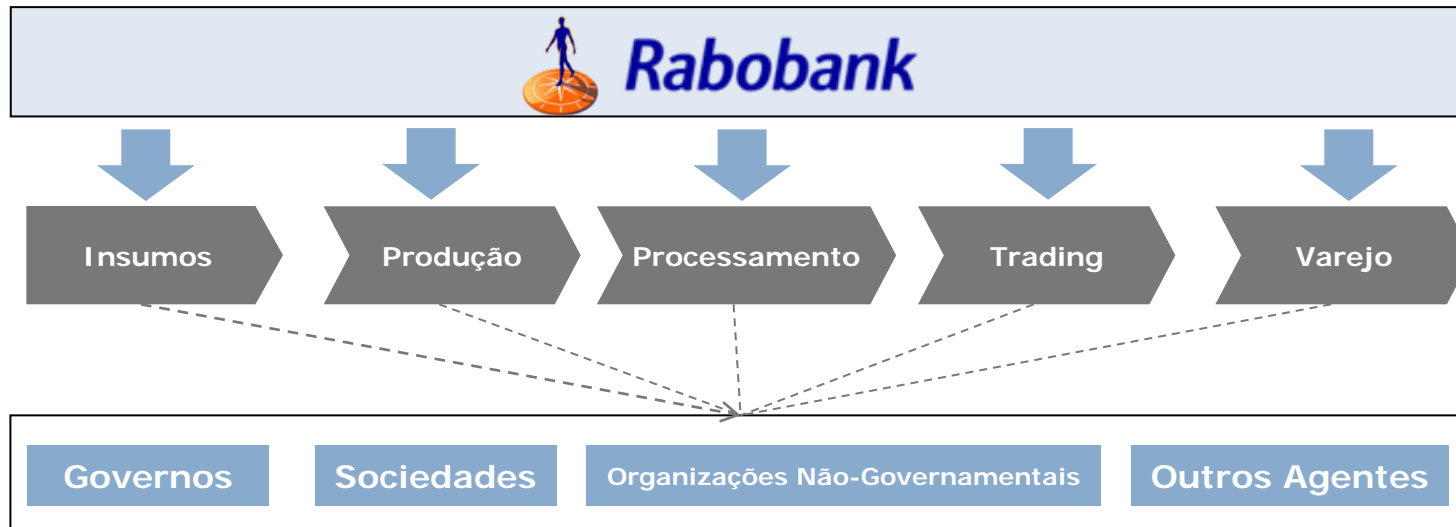 Rabobank
Insumos
Produção
Processamento
Trading
Varejo
Governos
Sociedades
Organizações Não-Governamentais
Outros Agentes